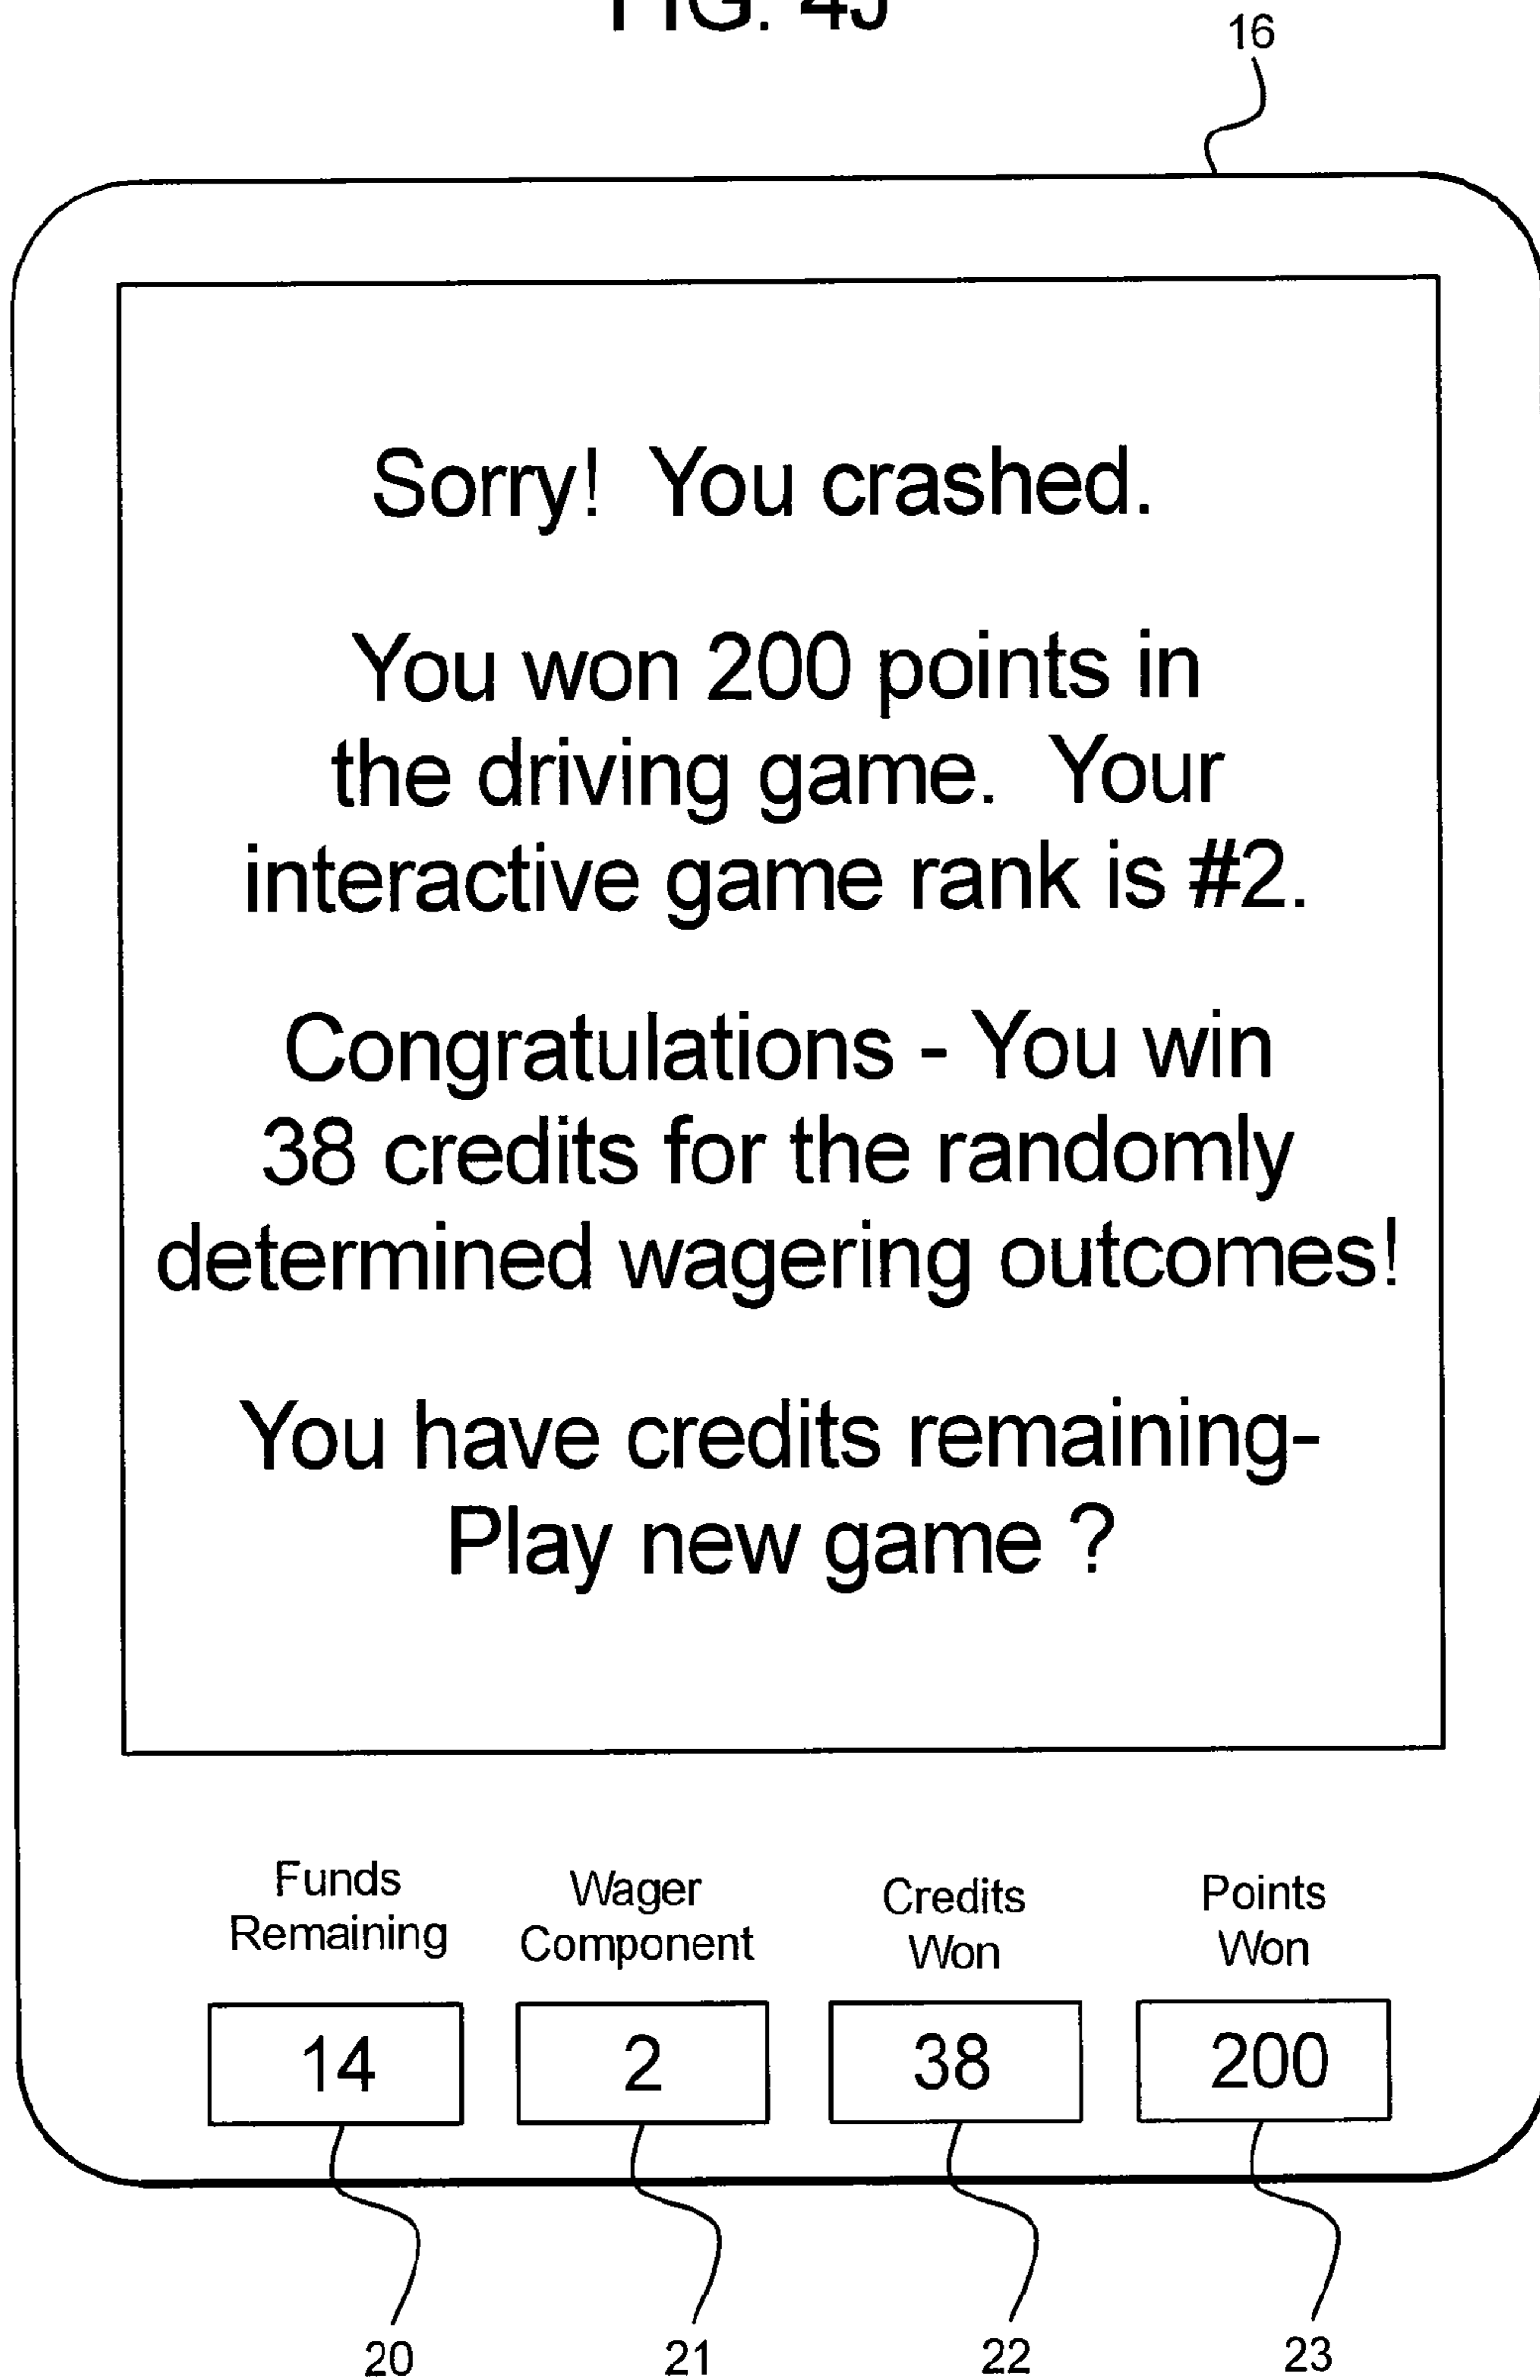 FIG. 4J
16
Sorry! You crashed.
You won 200 points in
the driving game. Your
interactive game rank is #2.
Congratulations - You win
38 credits for the randomly
determined wagering outcomes!
You have credits remaining-
Play new game ?
Funds
Remaining
Wager
Component
Credits
Won
Points
Won
14
2
38
200
20
21
22
23